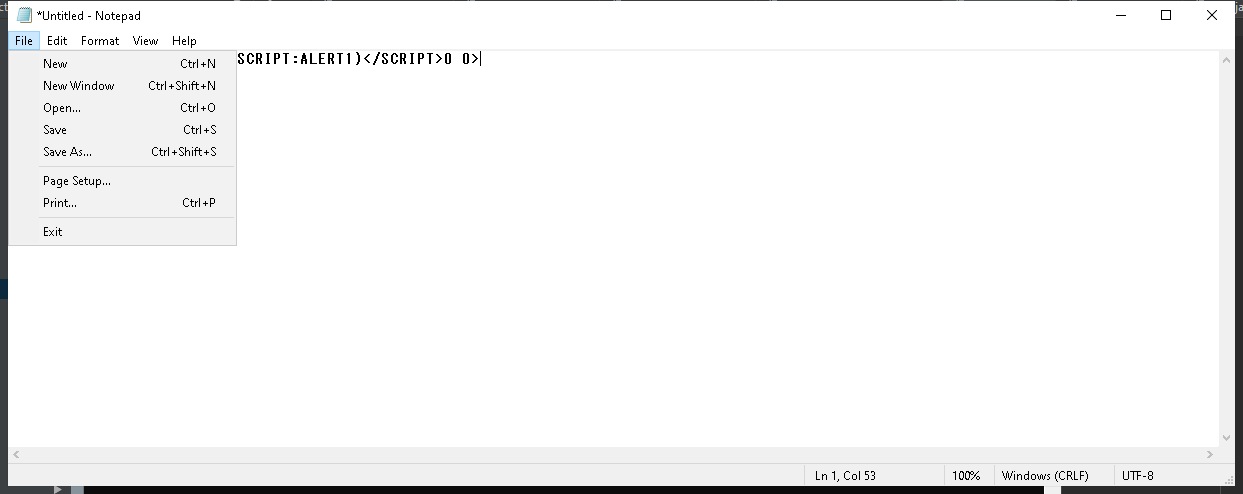 *Untitled - Notepad
File Edit Format View Help
SCRIPT:ALERT1)</SCRIPT>0 0>
New Ctrl+N
New Window Ctrl+Shift+N
Open... Ctrl+O
Save Ctrl+S
Save As... Ctrl+Shift+S
Page Setup...
Print... Ctrl+P
Exit
Ln 1, Col 53 100% Windows (CRLF) UTF-8